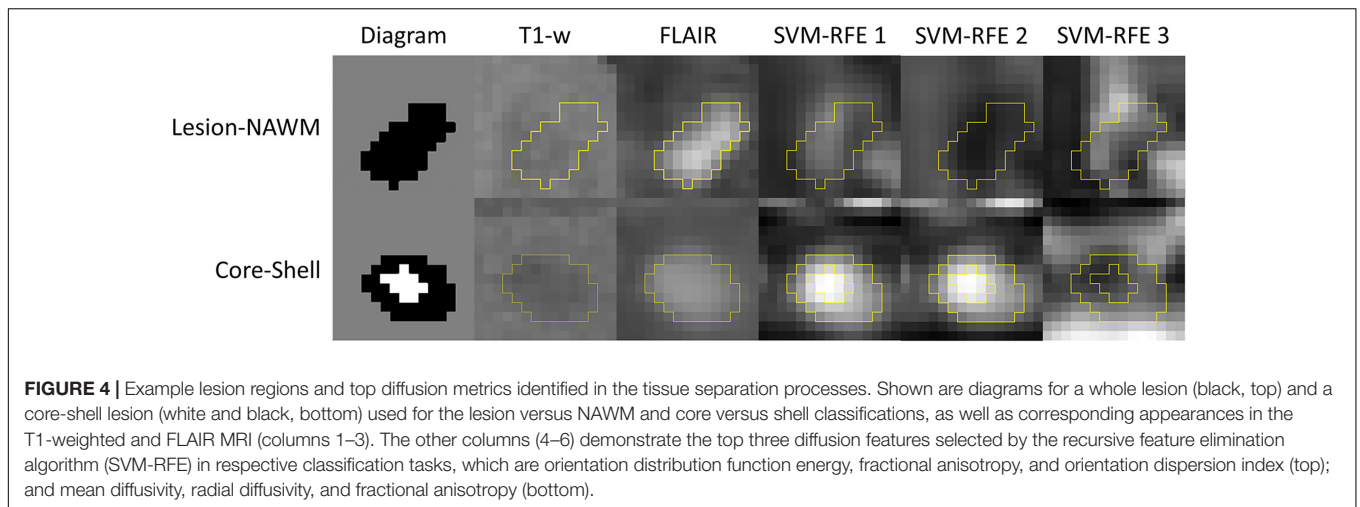 Diagram T1-w FLAIR SVM-RFE 1 SVM-RFE 2 SVM-RFE 3
Lesion-NAWM
Core-Shell
FIGURE 4 | Example lesion regions and top diffusion metrics identified in the tissue separation processes. Shown are diagrams for a whole lesion (black, top) and a
core-shell lesion (white and black, bottom) used for the lesion versus NAWM and core versus shell classifications, as well as corresponding appearances in the
T1-weighted and FLAIR MRI (columns 1–3). The other columns (4–6) demonstrate the top three diffusion features selected by the recursive feature elimination
algorithm (SVM-RFE) in respective classification tasks, which are orientation distribution function energy, fractional anisotropy, and orientation dispersion index (top);
and mean diffusivity, radial diffusivity, and fractional anisotropy (bottom).